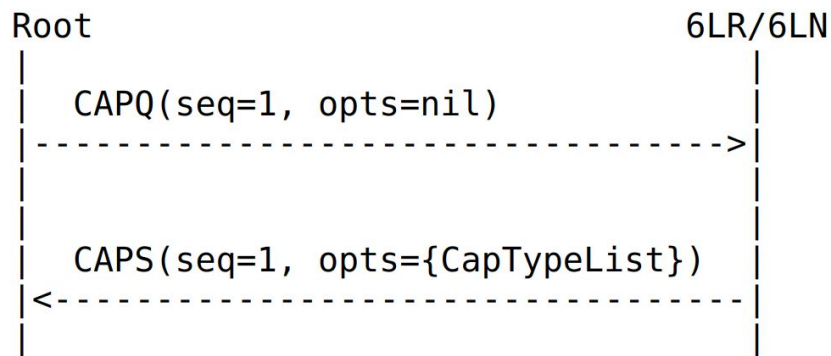 Root 6LR/6LN
CAPQ(seq=1, opts=nil)
CAPS(seq=1, opts={CapTypeList})